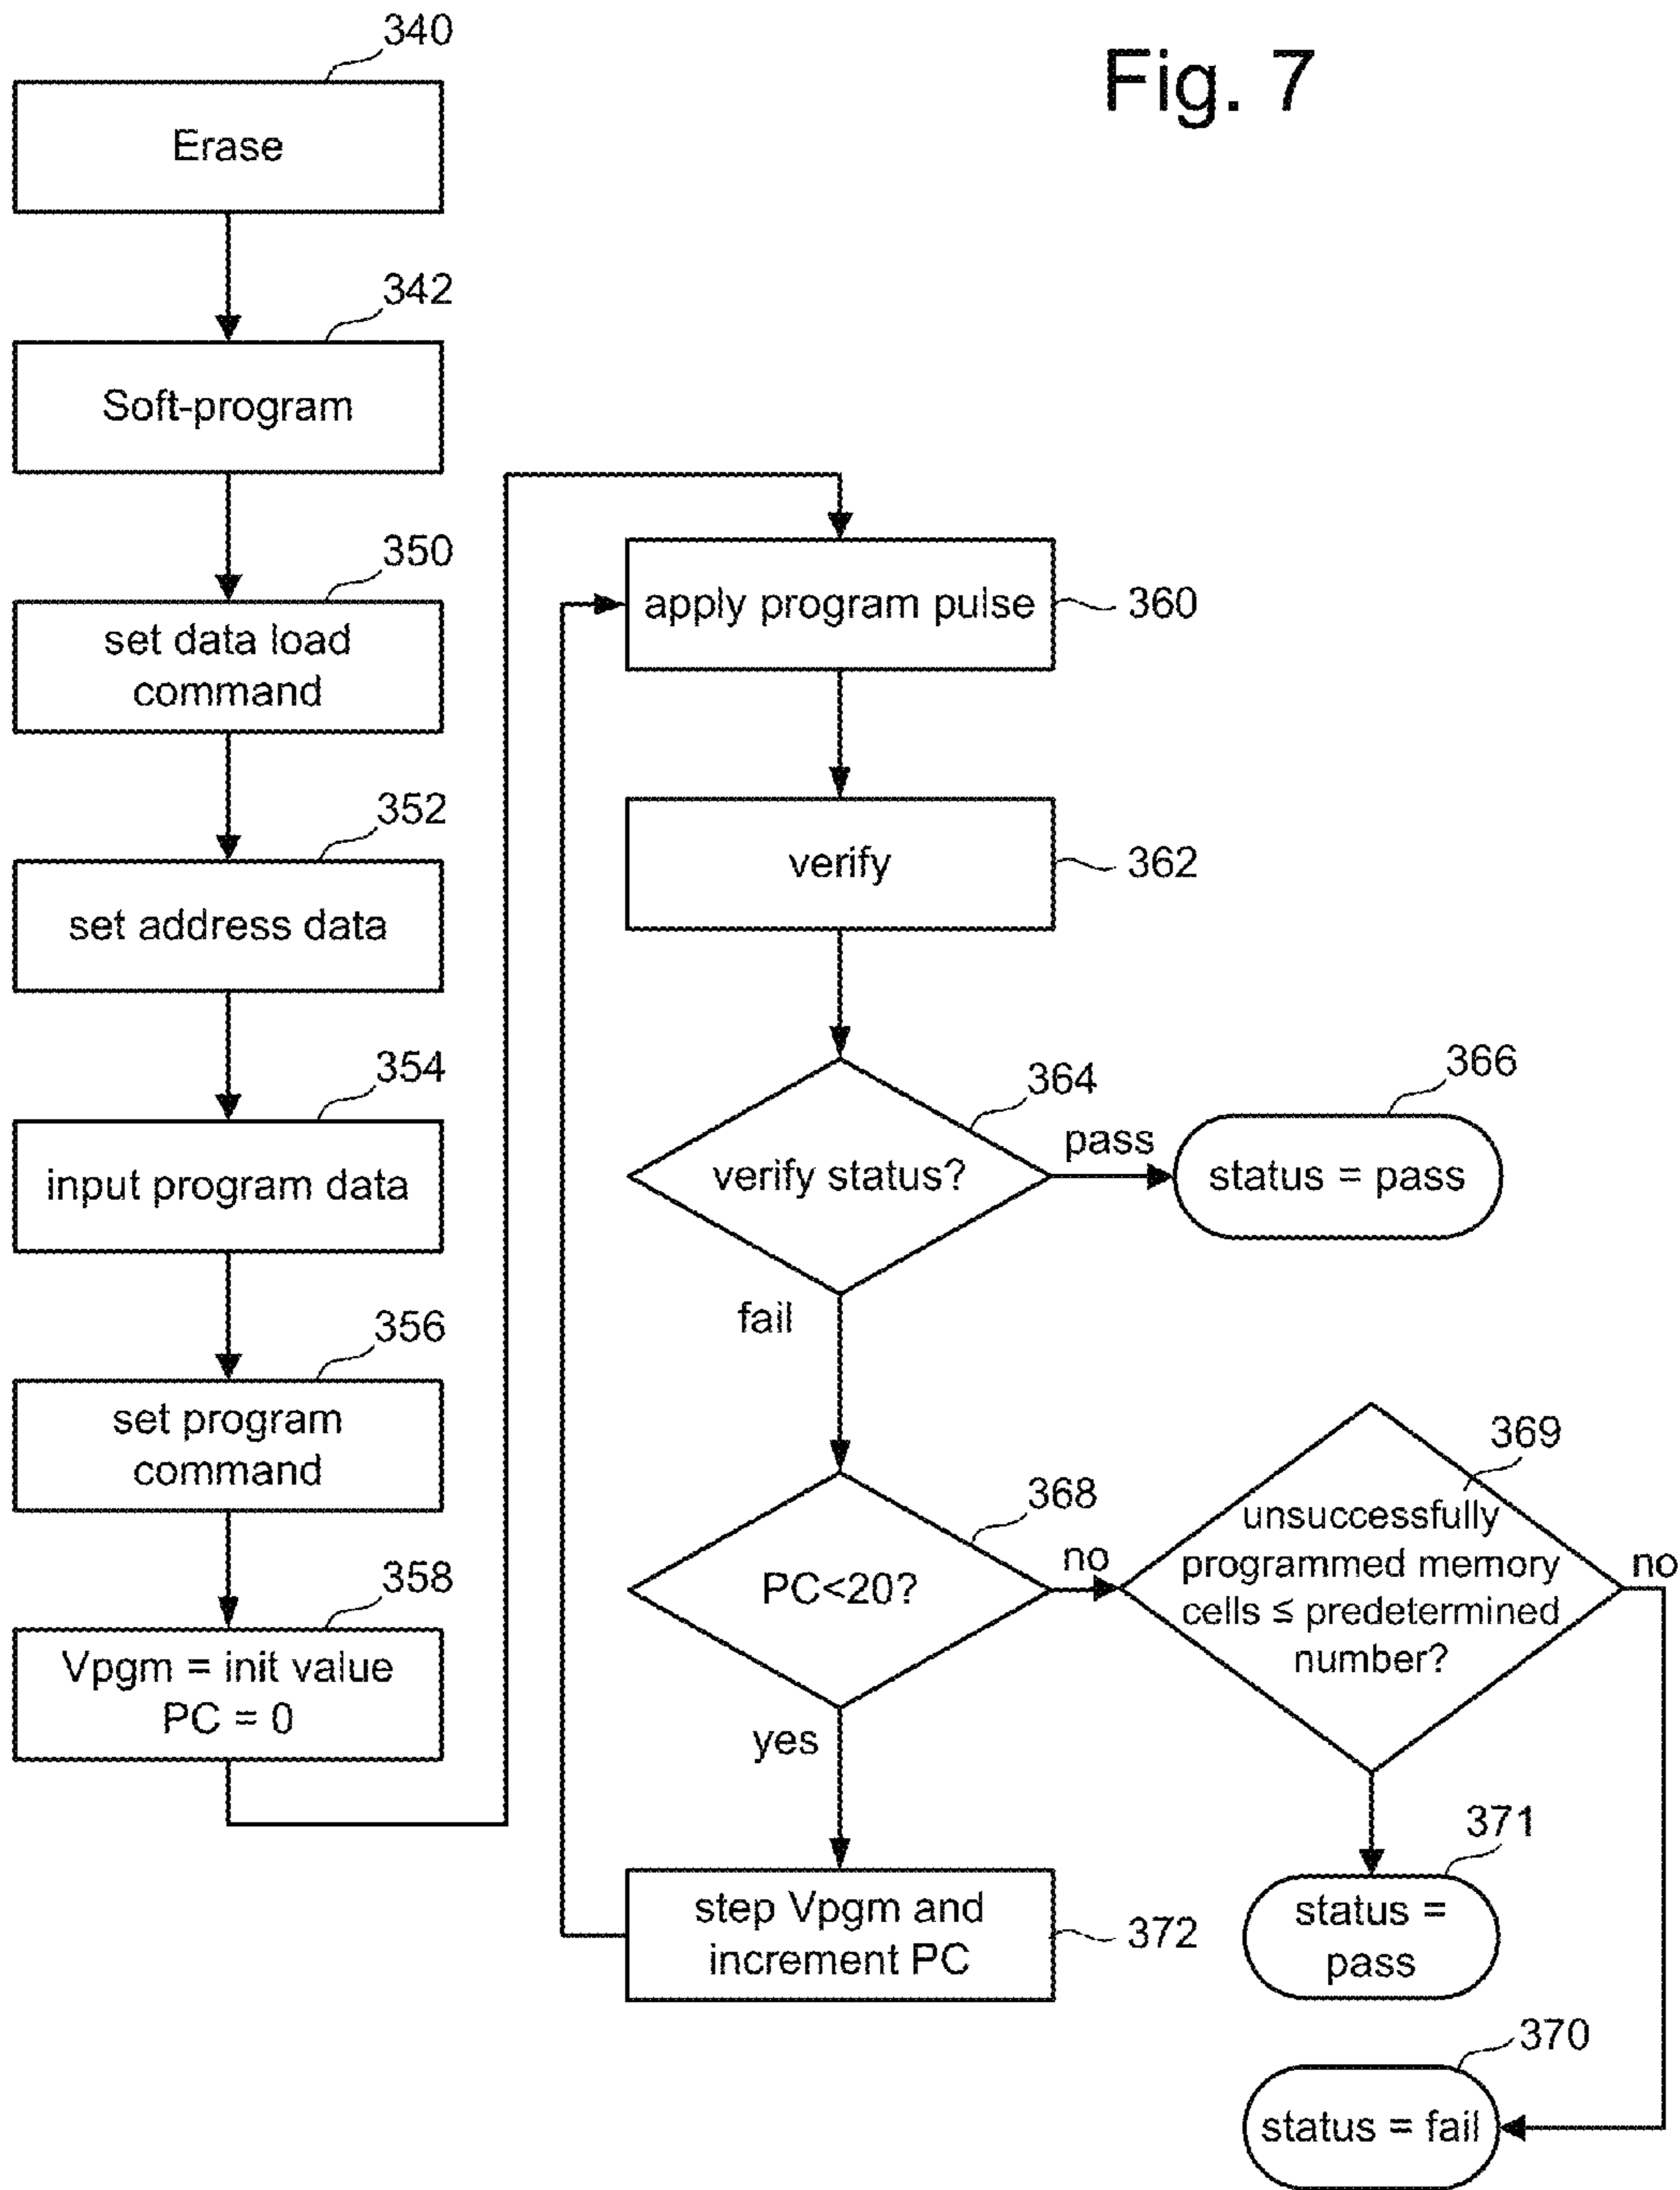 Fig. 7
340
Erase
342
Soft-program
350
set data load
command
352
set address data
354
input program data
356
set program
command
358
Vpgm = init value
PC = 0
apply program pulse
360
verify
362
364
verify status?
pass
366
status = pass
fail
368
PC<20?
no
369
unsuccessfully
programmed memory
cells ≤ predetermined
number?
no
yes
step Vpgm and
increment PC
372
371
status =
pass
370
status = fail